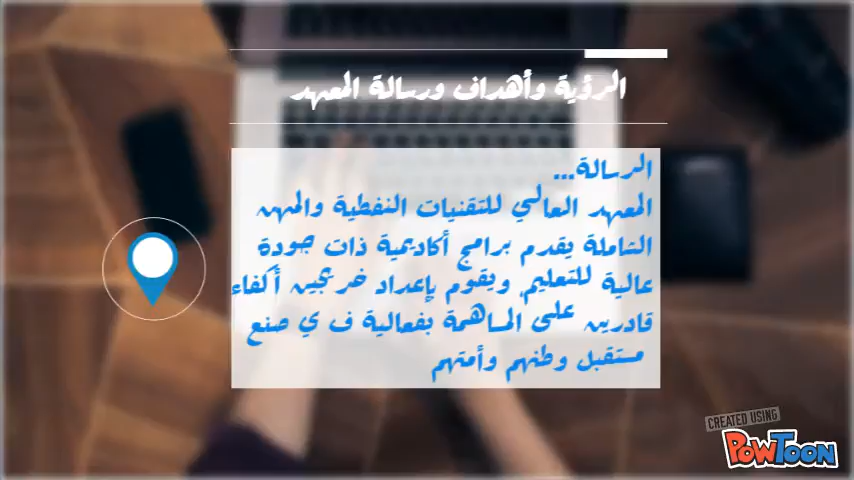 الرؤية وأهداف ورسالة المعهد
الرسالة...
المعهد العالي للتقنيات النفطية والمهن
الشاملة يقدم برامج أكاديمية ذات جودة
عالية للتعليم، ويقوم بإعداد خريجين أكفاء
قادرين على المساهمة بفعالية ف ي صنع
مستقبل وطنهم وأمتهم
CREATED USING
POWTOON